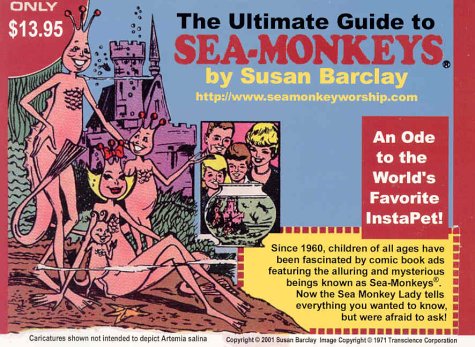 ONLY
$13.95
The Ultimate Guide to
SEA-MONKEYS®
by Susan Barclay
http://www.seamonkeyworship.com
An Ode
to the
World's
Favorite
InstaPet!
Since 1960, children of all ages have
been fascinated by comic book ads
featuring the alluring and mysterious
beings known as Sea-Monkeys®.
Now the Sea Monkey Lady tells
everything you wanted to know,
but were afraid to ask!
Caricatures shown not intended to depict Artemia salina
Copyright © 2001 Susan Barclay Image Copyright © 1971 Transcience Corporation